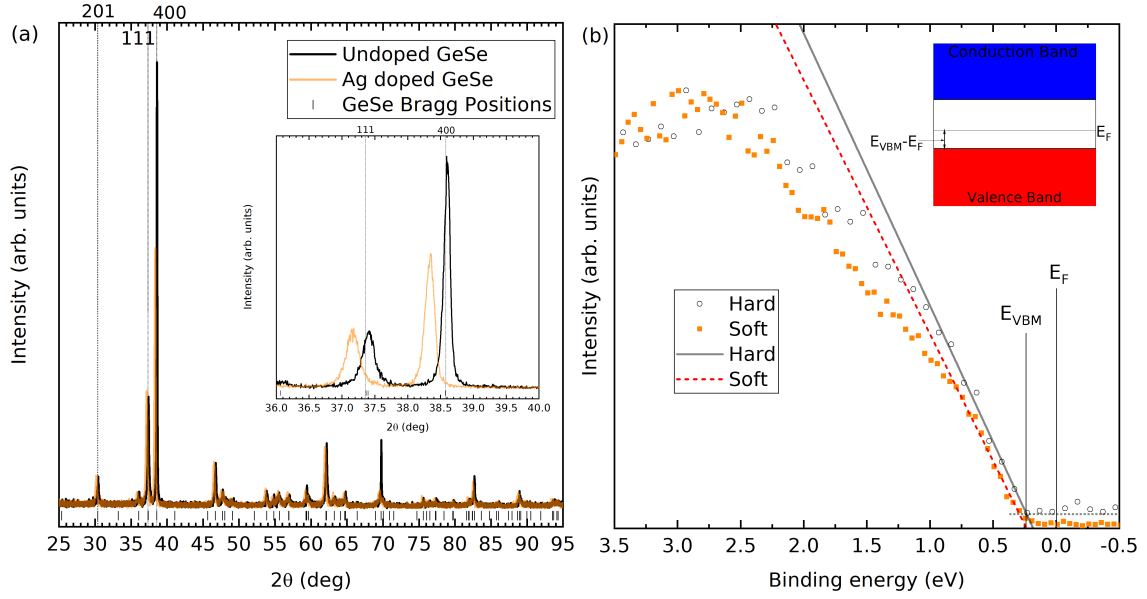 (a)
201
111
400
Undoped GeSe
Ag doped GeSe
GeSe Bragg Positions
111
400
Intensity (arb. units)
36.0 36.5 37.0 37.5 38.0 38.5 39.0 39.5 40.0
2θ (deg)
Intensity (arb. units)
25 30 35 40 45 50 55 60 65 70 75 80 85 90 95
2θ (deg)
(b)
Conduction Band
E_F
E_VBM-E_F
Valence Band
E_F
E_VBM
Hard
Soft
Hard
Soft
Intensity (arb. units)
3.5 3.0 2.5 2.0 1.5 1.0 0.5 0.0 -0.5
Binding energy (eV)